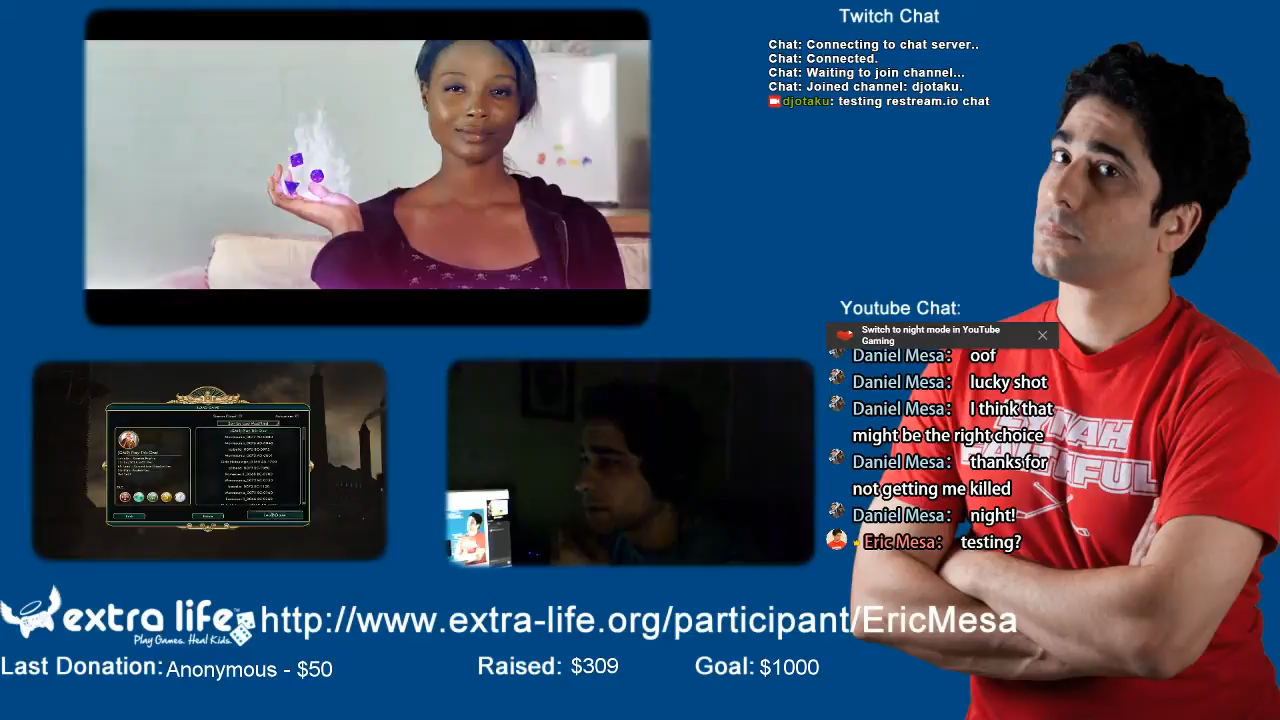 Twitch Chat
Chat: Connecting to chat server..
Chat: Connected.
Chat: Waiting to join channel...
Chat: Joined channel: djotaku.
djotaku: testing restream.io chat
Youtube Chat:
Switch to night mode in YouTube
Gaming
Daniel Mesa: oof
Daniel Mesa: lucky shot
Daniel Mesa: I think that
might be the right choice
Daniel Mesa: thanks for
not getting me killed
Daniel Mesa: night!
Eric Mesa: testing?
extra life
Play Games. Heal Kids.
http://www.extra-life.org/participant/EricMesa
Last Donation: Anonymous - $50
Raised: $309
Goal: $1000